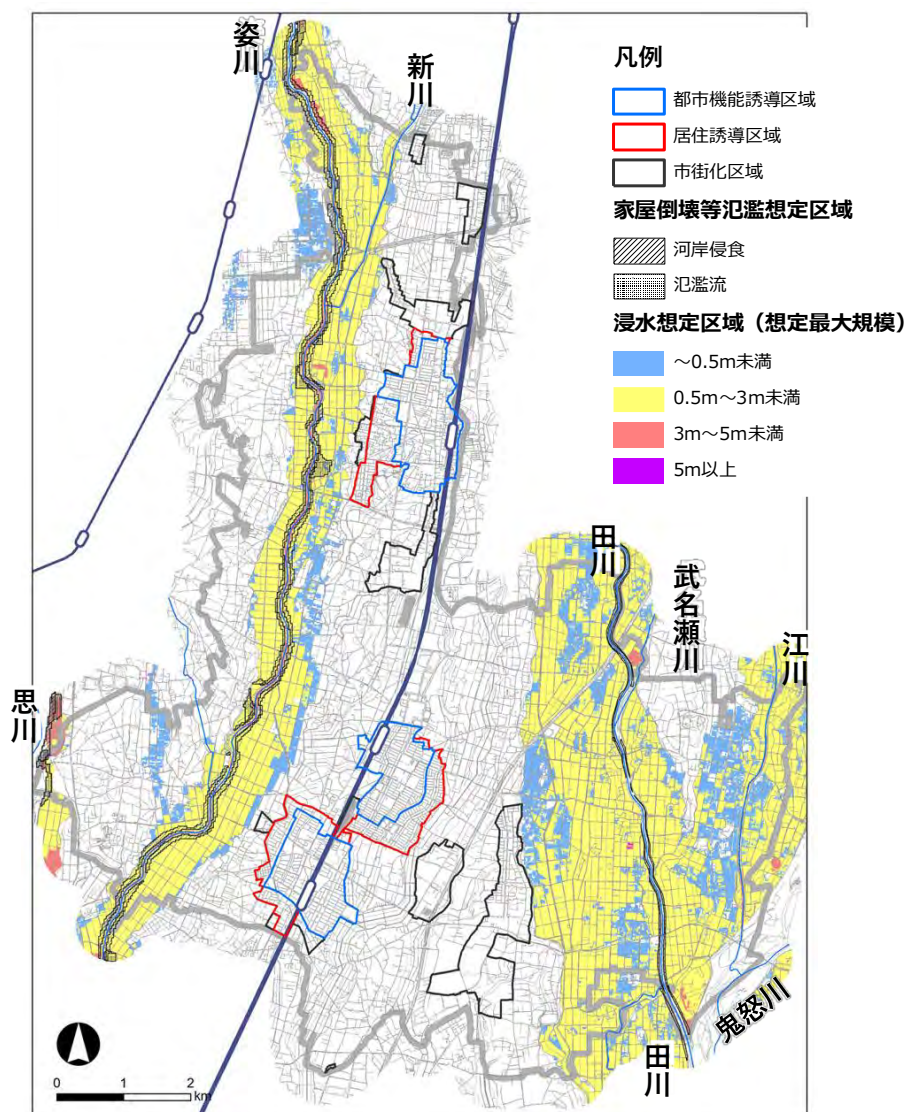 姿川
新川
凡例
都市機能誘導区域
居住誘導区域
市街化区域
家屋倒壊等氾濫想定区域
河岸侵食
氾濫流
浸水想定区域（想定最大規模）
～0.5m未満
0.5m～3m未満
3m～5m未満
5m以上
田川
武名瀬川
江川
思川
鬼怒川
田川
0 1 2
km